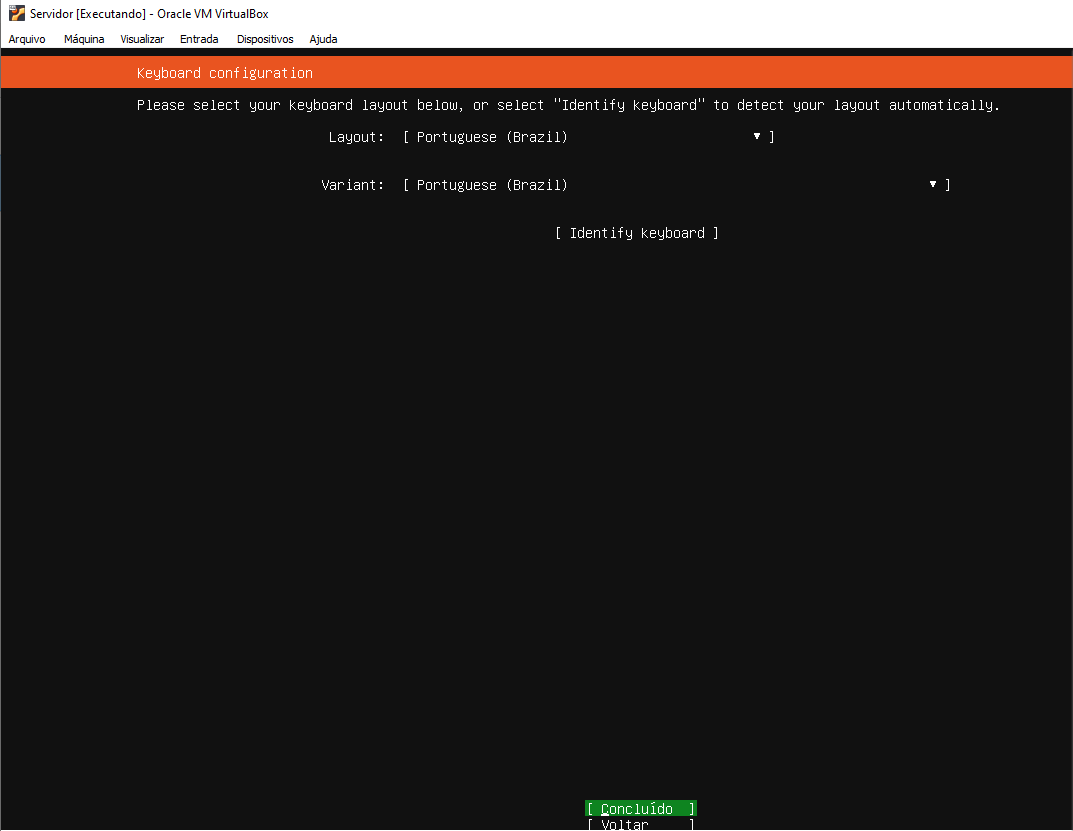 Servidor [Executando] - Oracle VM VirtualBox
Arquivo Máquina Visualizar Entrada Dispositivos Ajuda
Keyboard configuration
Please select your keyboard layout below, or select "Identify keyboard" to detect your layout automatically.
Layout: [ Portuguese (Brazil) ▾ ]
Variant: [ Portuguese (Brazil) ▾ ]
[ Identify keyboard ]
[ Concluído ]
[ Voltar ]